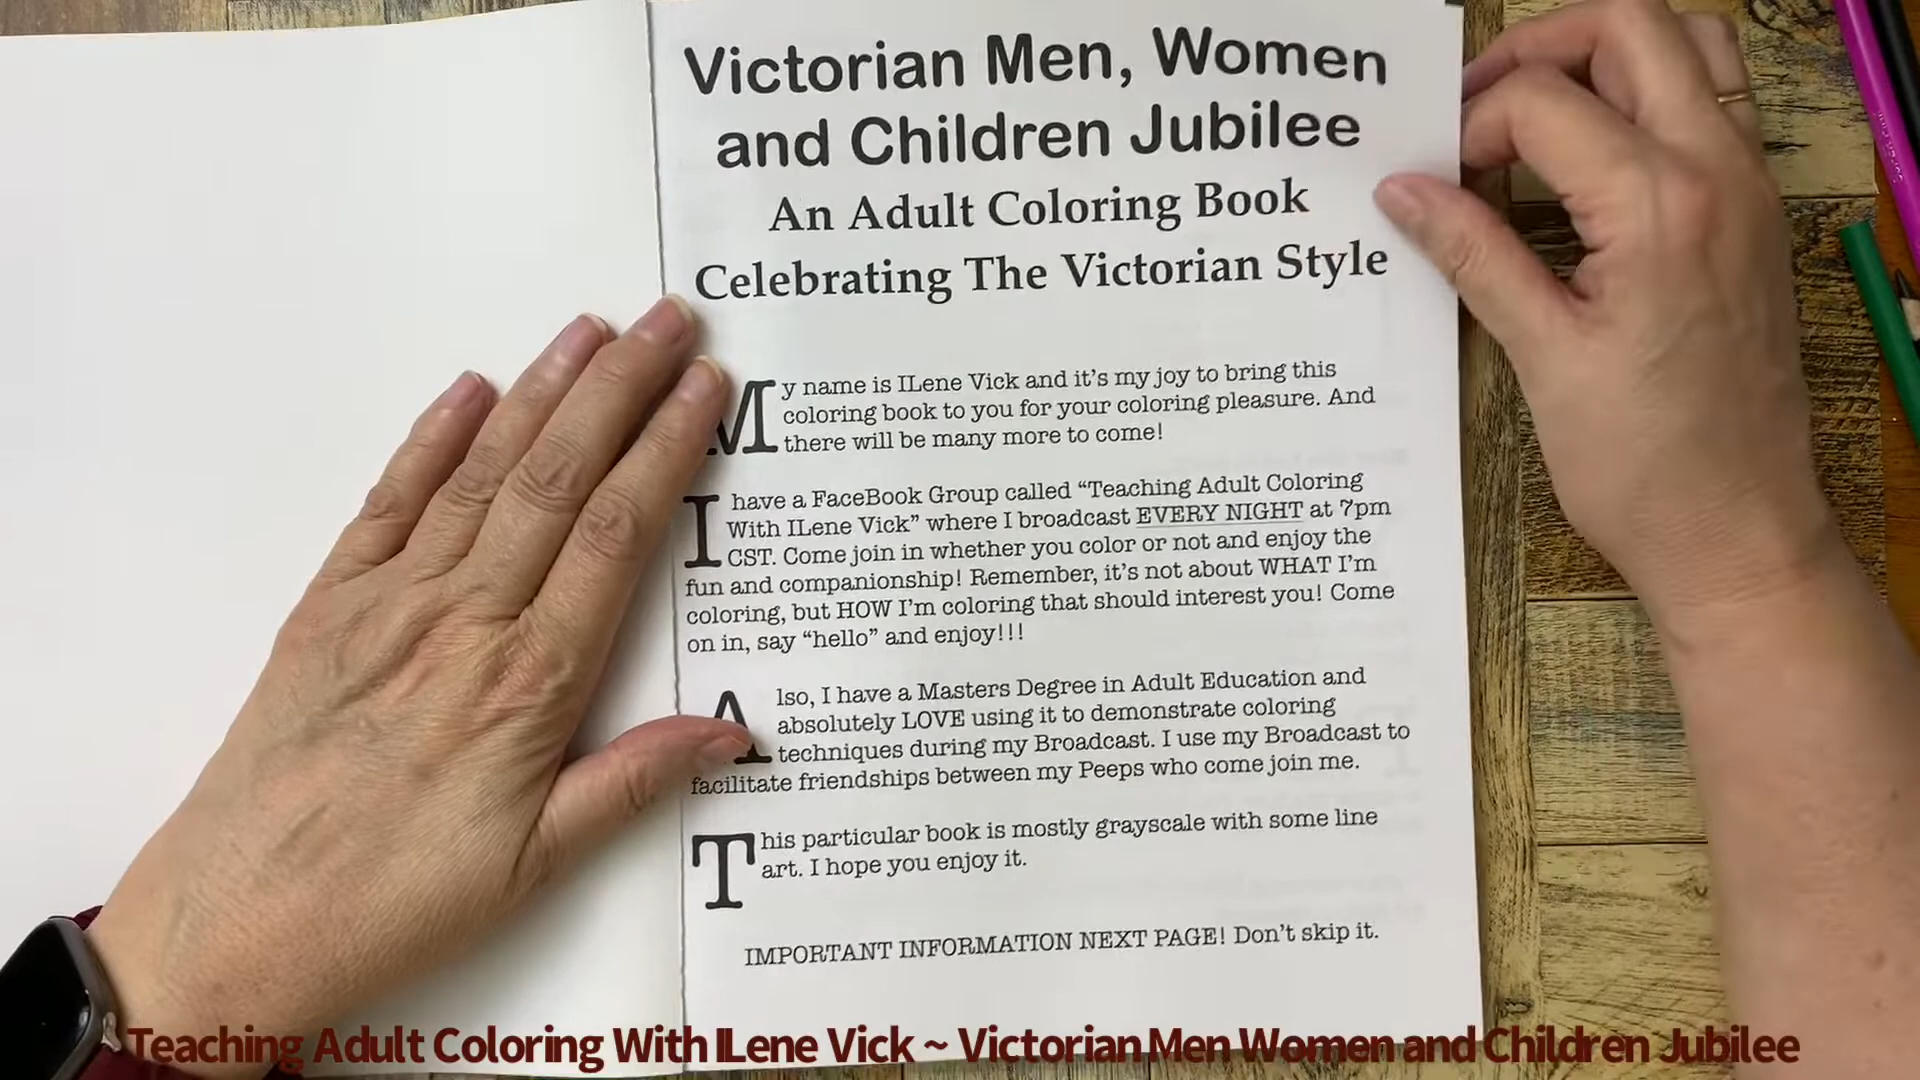 Victorian Men, Women
and Children Jubilee
An Adult Coloring Book
Celebrating The Victorian Style
My name is ILene Vick and it's my joy to bring this
coloring book to you for your coloring pleasure. And
there will be many more to come!
I have a FaceBook Group called “Teaching Adult Coloring
With ILene Vick” where I broadcast EVERY NIGHT at 7pm
CST. Come join in whether you color or not and enjoy the
fun and companionship! Remember, it's not about WHAT I'm
coloring, but HOW I'm coloring that should interest you! Come
on in, say “hello” and enjoy!!!
Also, I have a Masters Degree in Adult Education and
absolutely LOVE using it to demonstrate coloring
techniques during my Broadcast. I use my Broadcast to
facilitate friendships between my Peeps who come join me.
This particular book is mostly grayscale with some line
art. I hope you enjoy it.
IMPORTANT INFORMATION NEXT PAGE! Don't skip it.
Teaching Adult Coloring With ILene Vick ~ Victorian Men Women and Children Jubilee